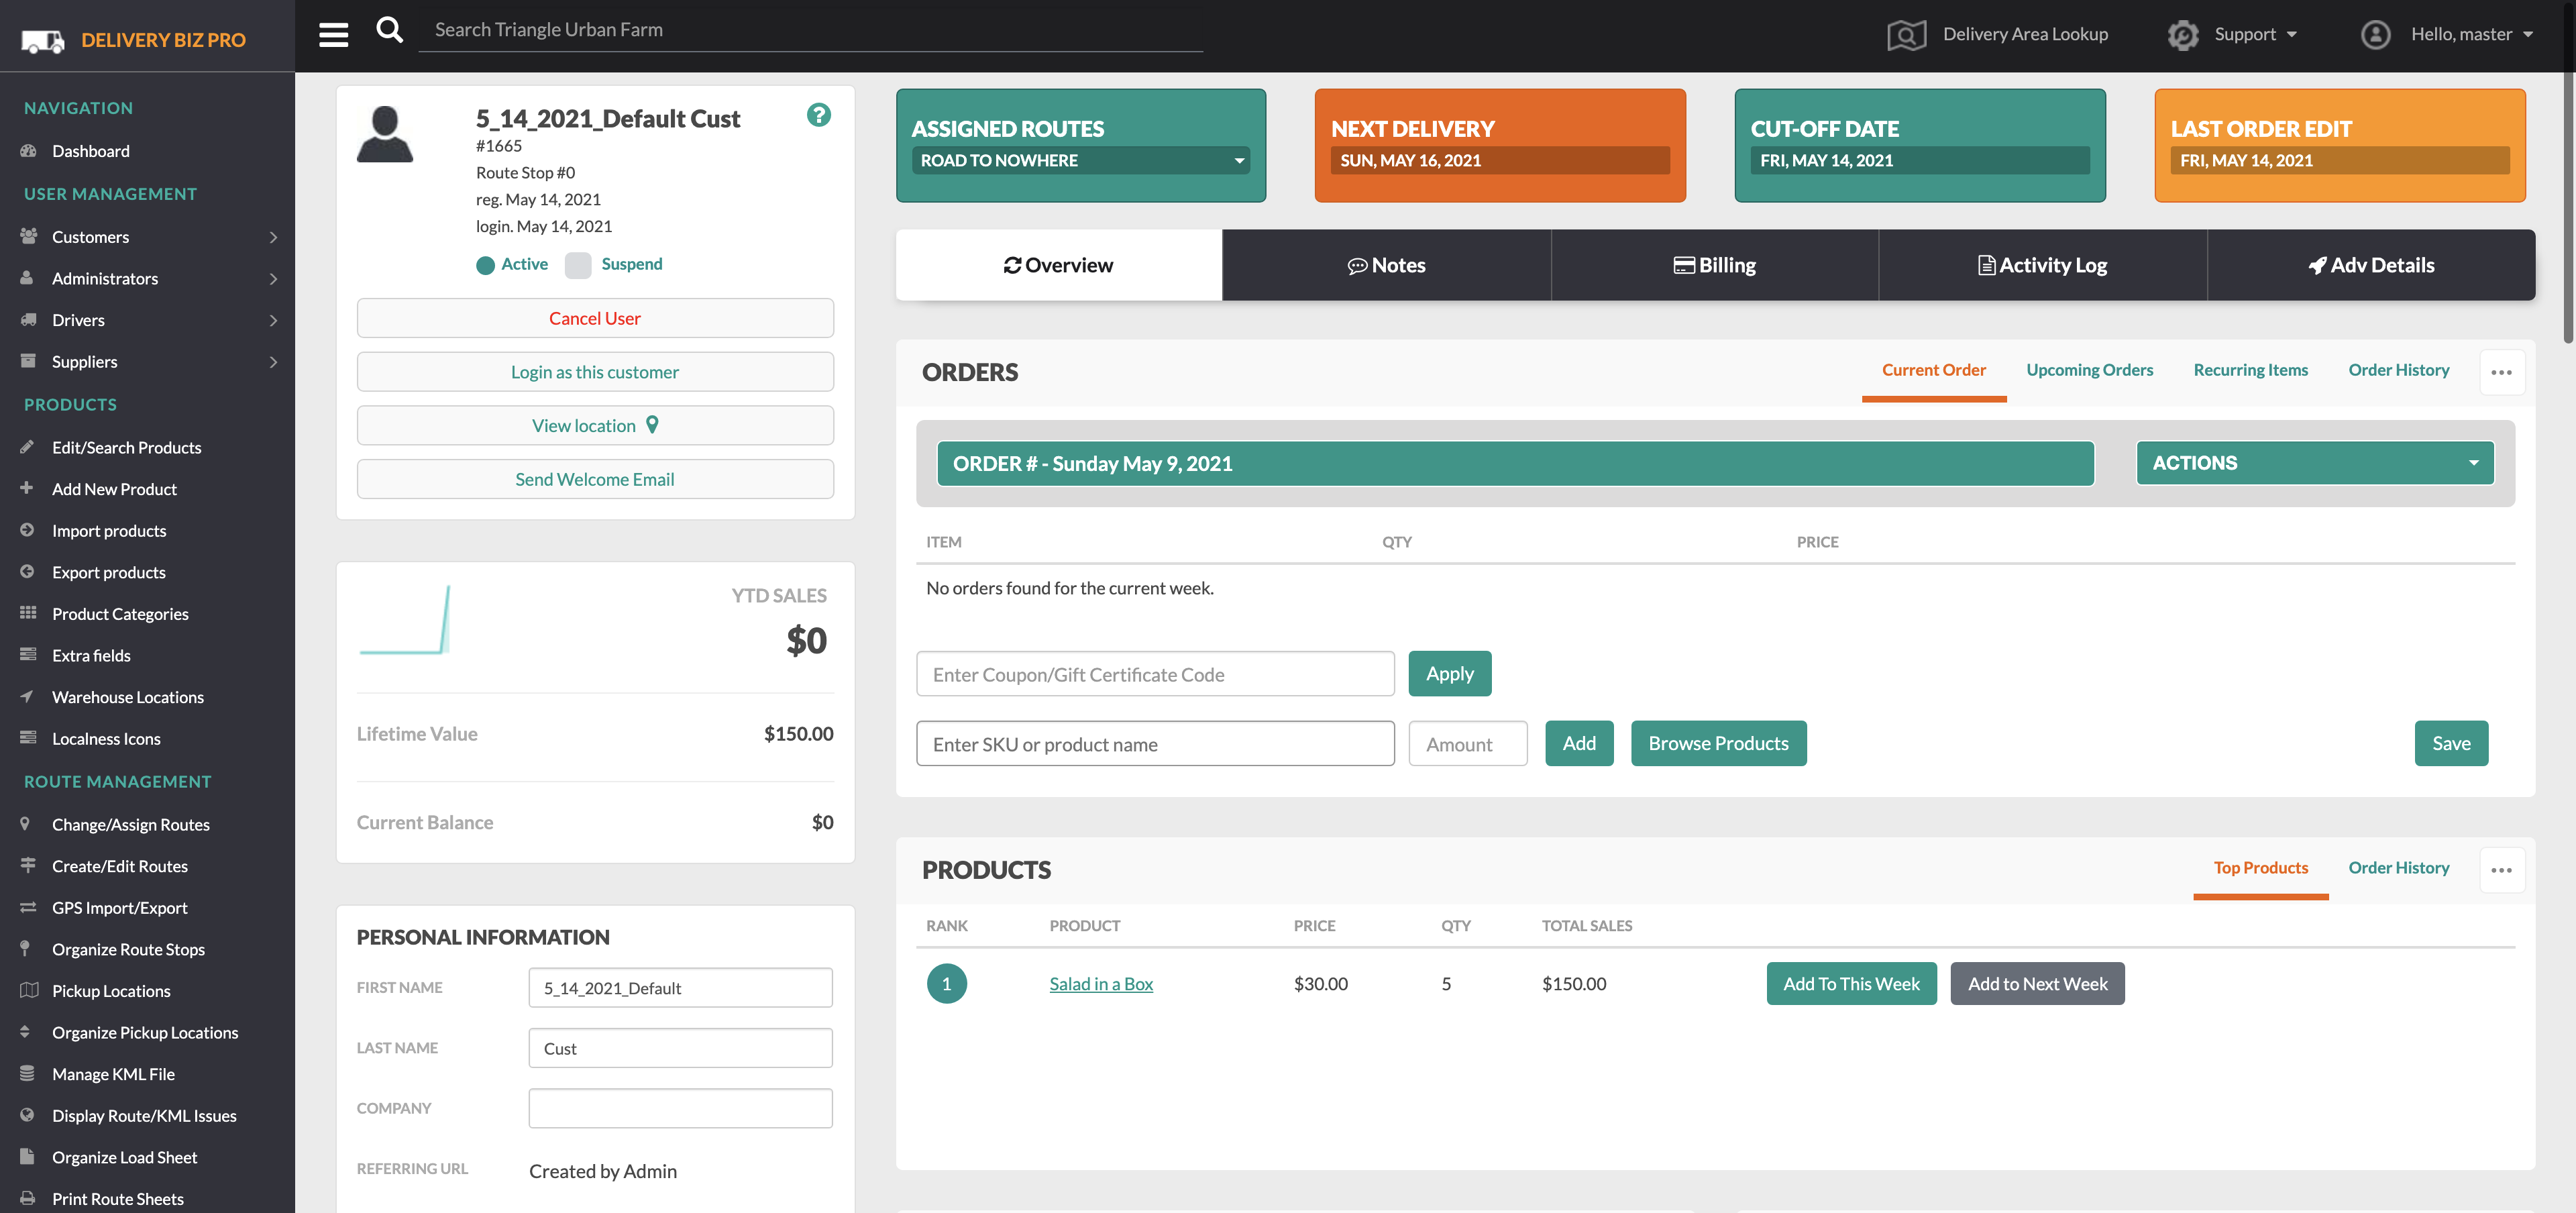 DELIVERY BIZ PRO
Search Triangle Urban Farm
Delivery Area Lookup
Support
Hello, master
NAVIGATION
Dashboard
USER MANAGEMENT
Customers
Administrators
Drivers
Suppliers
PRODUCTS
Edit/Search Products
Add New Product
Import products
Export products
Product Categories
Extra fields
Warehouse Locations
Localness Icons
ROUTE MANAGEMENT
Change/Assign Routes
Create/Edit Routes
GPS Import/Export
Organize Route Stops
Pickup Locations
Organize Pickup Locations
Manage KML File
Display Route/KML Issues
Organize Load Sheet
Print Route Sheets
5_14_2021_Default Cust
?
#1665
Route Stop #0
reg. May 14, 2021
login. May 14, 2021
Active Suspend
Cancel User
Login as this customer
View location
Send Welcome Email
YTD SALES
$0
Lifetime Value $150.00
Current Balance $0
PERSONAL INFORMATION
FIRST NAME 5_14_2021_Default
LAST NAME Cust
COMPANY
REFERRING URL Created by Admin
ASSIGNED ROUTES
ROAD TO NOWHERE
NEXT DELIVERY
SUN, MAY 16, 2021
CUT-OFF DATE
FRI, MAY 14, 2021
LAST ORDER EDIT
FRI, MAY 14, 2021
Overview Notes Billing Activity Log Adv Details
ORDERS Current Order Upcoming Orders Recurring Items Order History ...
ORDER # - Sunday May 9, 2021 ACTIONS
ITEM QTY PRICE
No orders found for the current week.
Enter Coupon/Gift Certificate Code Apply
Enter SKU or product name Amount Add Browse Products Save
PRODUCTS Top Products Order History ...
RANK PRODUCT PRICE QTY TOTAL SALES
1 Salad in a Box $30.00 5 $150.00 Add To This Week Add to Next Week